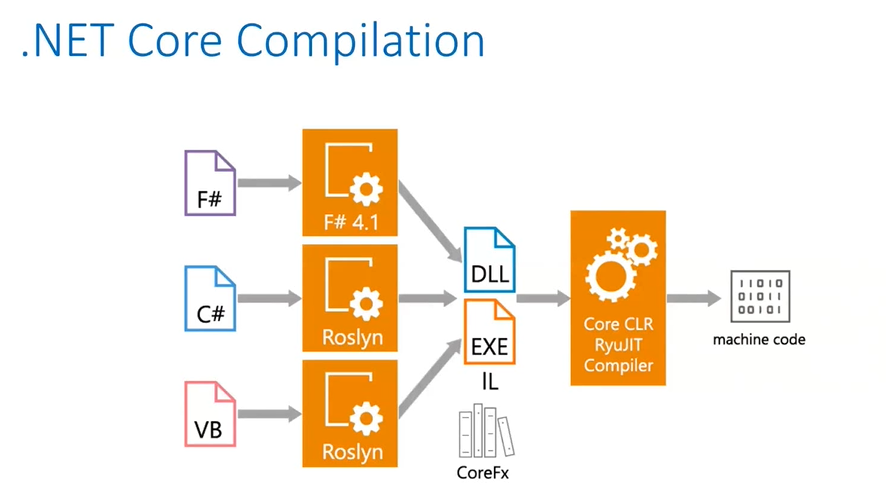 .NET Core Compilation
F#
F# 4.1
C#
Roslyn
VB
Roslyn
DLL
EXE
IL
CoreFx
Core CLR
RyuJIT
Compiler
11010
01011
00101
machine code